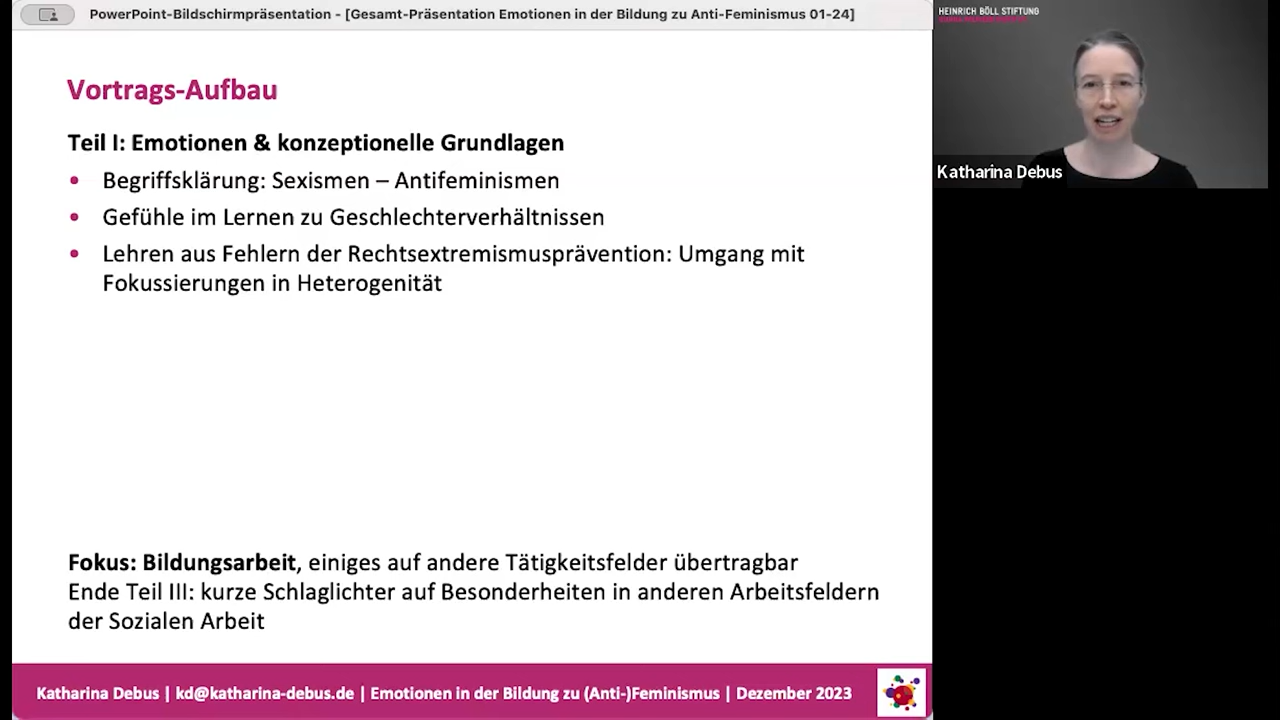 PowerPoint-Bildschirmpräsentation - [Gesamt-Präsentation Emotionen in der Bildung zu Anti-Feminismus 01-24]
HEINRICH BÖLL STIFTUNG
Katharina Debus
Vortrags-Aufbau
Teil I: Emotionen & konzeptionelle Grundlagen
• Begriffsklärung: Sexismen – Antifeminismen
• Gefühle im Lernen zu Geschlechterverhältnissen
• Lehren aus Fehlern der Rechtsextremismusprävention: Umgang mit
Fokussierungen in Heterogenität
Fokus: Bildungsarbeit, einiges auf andere Tätigkeitsfelder übertragbar
Ende Teil III: kurze Schlaglichter auf Besonderheiten in anderen Arbeitsfeldern
der Sozialen Arbeit
Katharina Debus | kd@katharina-debus.de | Emotionen in der Bildung zu (Anti-)Feminismus | Dezember 2023